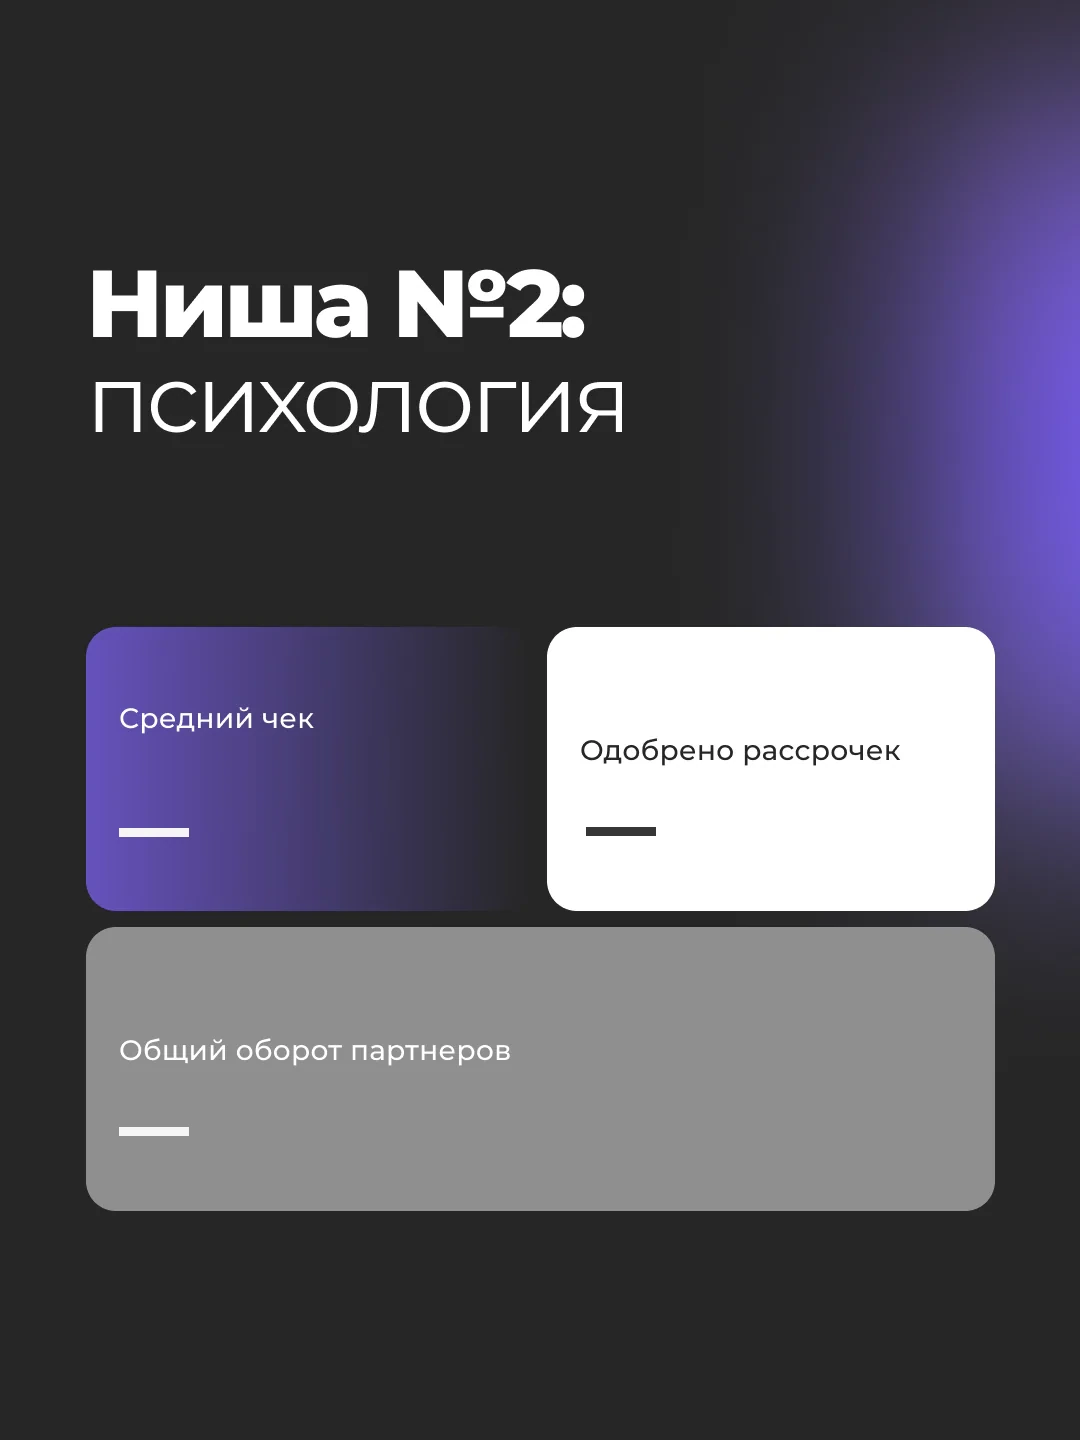 Ниша №2:
ПСИХОЛОГИЯ
Средний чек
Одобрено рассрочек
Общий оборот партнеров